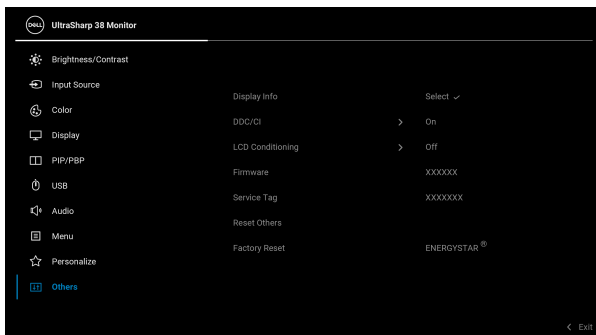 DELL UltraSharp 38 Monitor
Brightness/Contrast
Input Source
Color
Display
PIP/PBP
USB
Audio
Menu
Personalize
Others
Display Info Select ✓
DDC/CI > On
LCD Conditioning > Off
Firmware XXXXXX
Service Tag XXXXXXX
Reset Others
Factory Reset ENERGYSTAR ®
< Exit